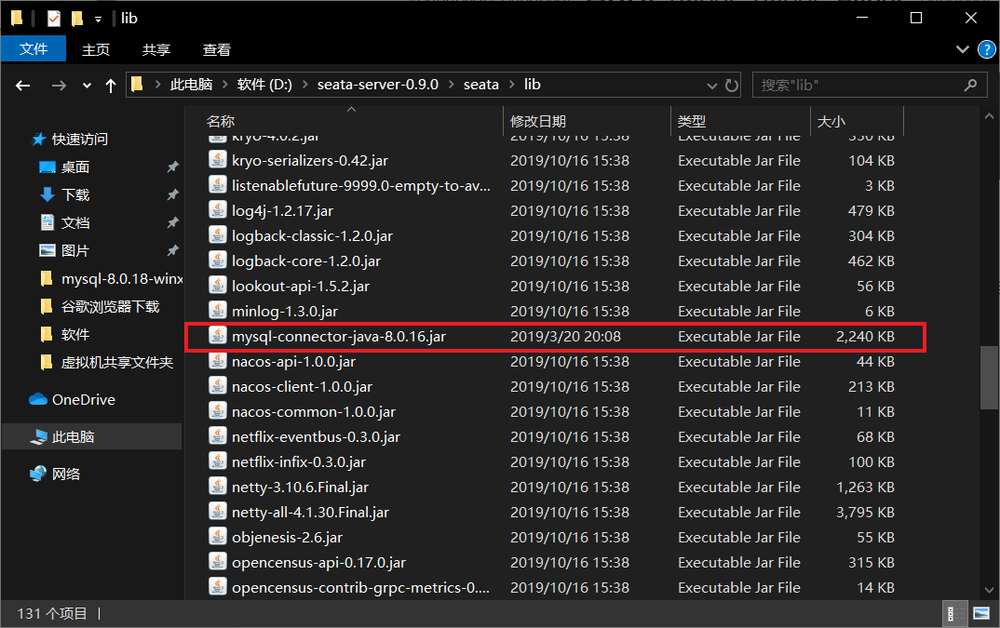 lib
文件 主页 共享 查看
此电脑 软件 (D:) seata-server-0.9.0 seata lib 搜索"lib"
名称 修改日期 类型 大小
快速访问
桌面
下载
文档
图片
mysql-8.0.18-winx
谷歌浏览器下载
软件
虚拟机共享文件夹
OneDrive
此电脑
网络
kryo-4.0.2.jar 2019/10/16 15:38 Executable Jar File 330 KB
kryo-serializers-0.42.jar 2019/10/16 15:38 Executable Jar File 104 KB
listenablefuture-9999.0-empty-to-av... 2019/10/16 15:38 Executable Jar File 3 KB
log4j-1.2.17.jar 2019/10/16 15:38 Executable Jar File 479 KB
logback-classic-1.2.0.jar 2019/10/16 15:38 Executable Jar File 304 KB
logback-core-1.2.0.jar 2019/10/16 15:38 Executable Jar File 462 KB
lookout-api-1.5.2.jar 2019/10/16 15:38 Executable Jar File 56 KB
minlog-1.3.0.jar 2019/10/16 15:38 Executable Jar File 6 KB
mysql-connector-java-8.0.16.jar 2019/3/20 20:08 Executable Jar File 2,240 KB
nacos-api-1.0.0.jar 2019/10/16 15:38 Executable Jar File 44 KB
nacos-client-1.0.0.jar 2019/10/16 15:38 Executable Jar File 213 KB
nacos-common-1.0.0.jar 2019/10/16 15:38 Executable Jar File 11 KB
netflix-eventbus-0.3.0.jar 2019/10/16 15:38 Executable Jar File 68 KB
netflix-infix-0.3.0.jar 2019/10/16 15:38 Executable Jar File 100 KB
netty-3.10.6.Final.jar 2019/10/16 15:38 Executable Jar File 1,263 KB
netty-all-4.1.30.Final.jar 2019/10/16 15:38 Executable Jar File 3,795 KB
objenesis-2.6.jar 2019/10/16 15:38 Executable Jar File 55 KB
opencensus-api-0.17.0.jar 2019/10/16 15:38 Executable Jar File 315 KB
opencensus-contrib-grpc-metrics-0.... 2019/10/16 15:38 Executable Jar File 14 KB
131 个项目